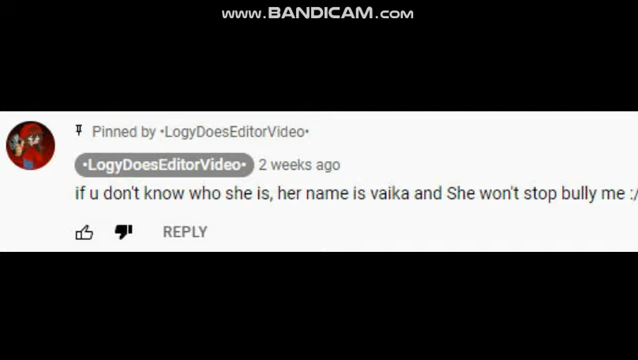 www.BANDICAM.com
Pinned by •LogyDoesEditorVideo•
•LogyDoesEditorVideo• 2 weeks ago
if u don't know who she is, her name is vaika and She won't stop bully me :/
REPLY